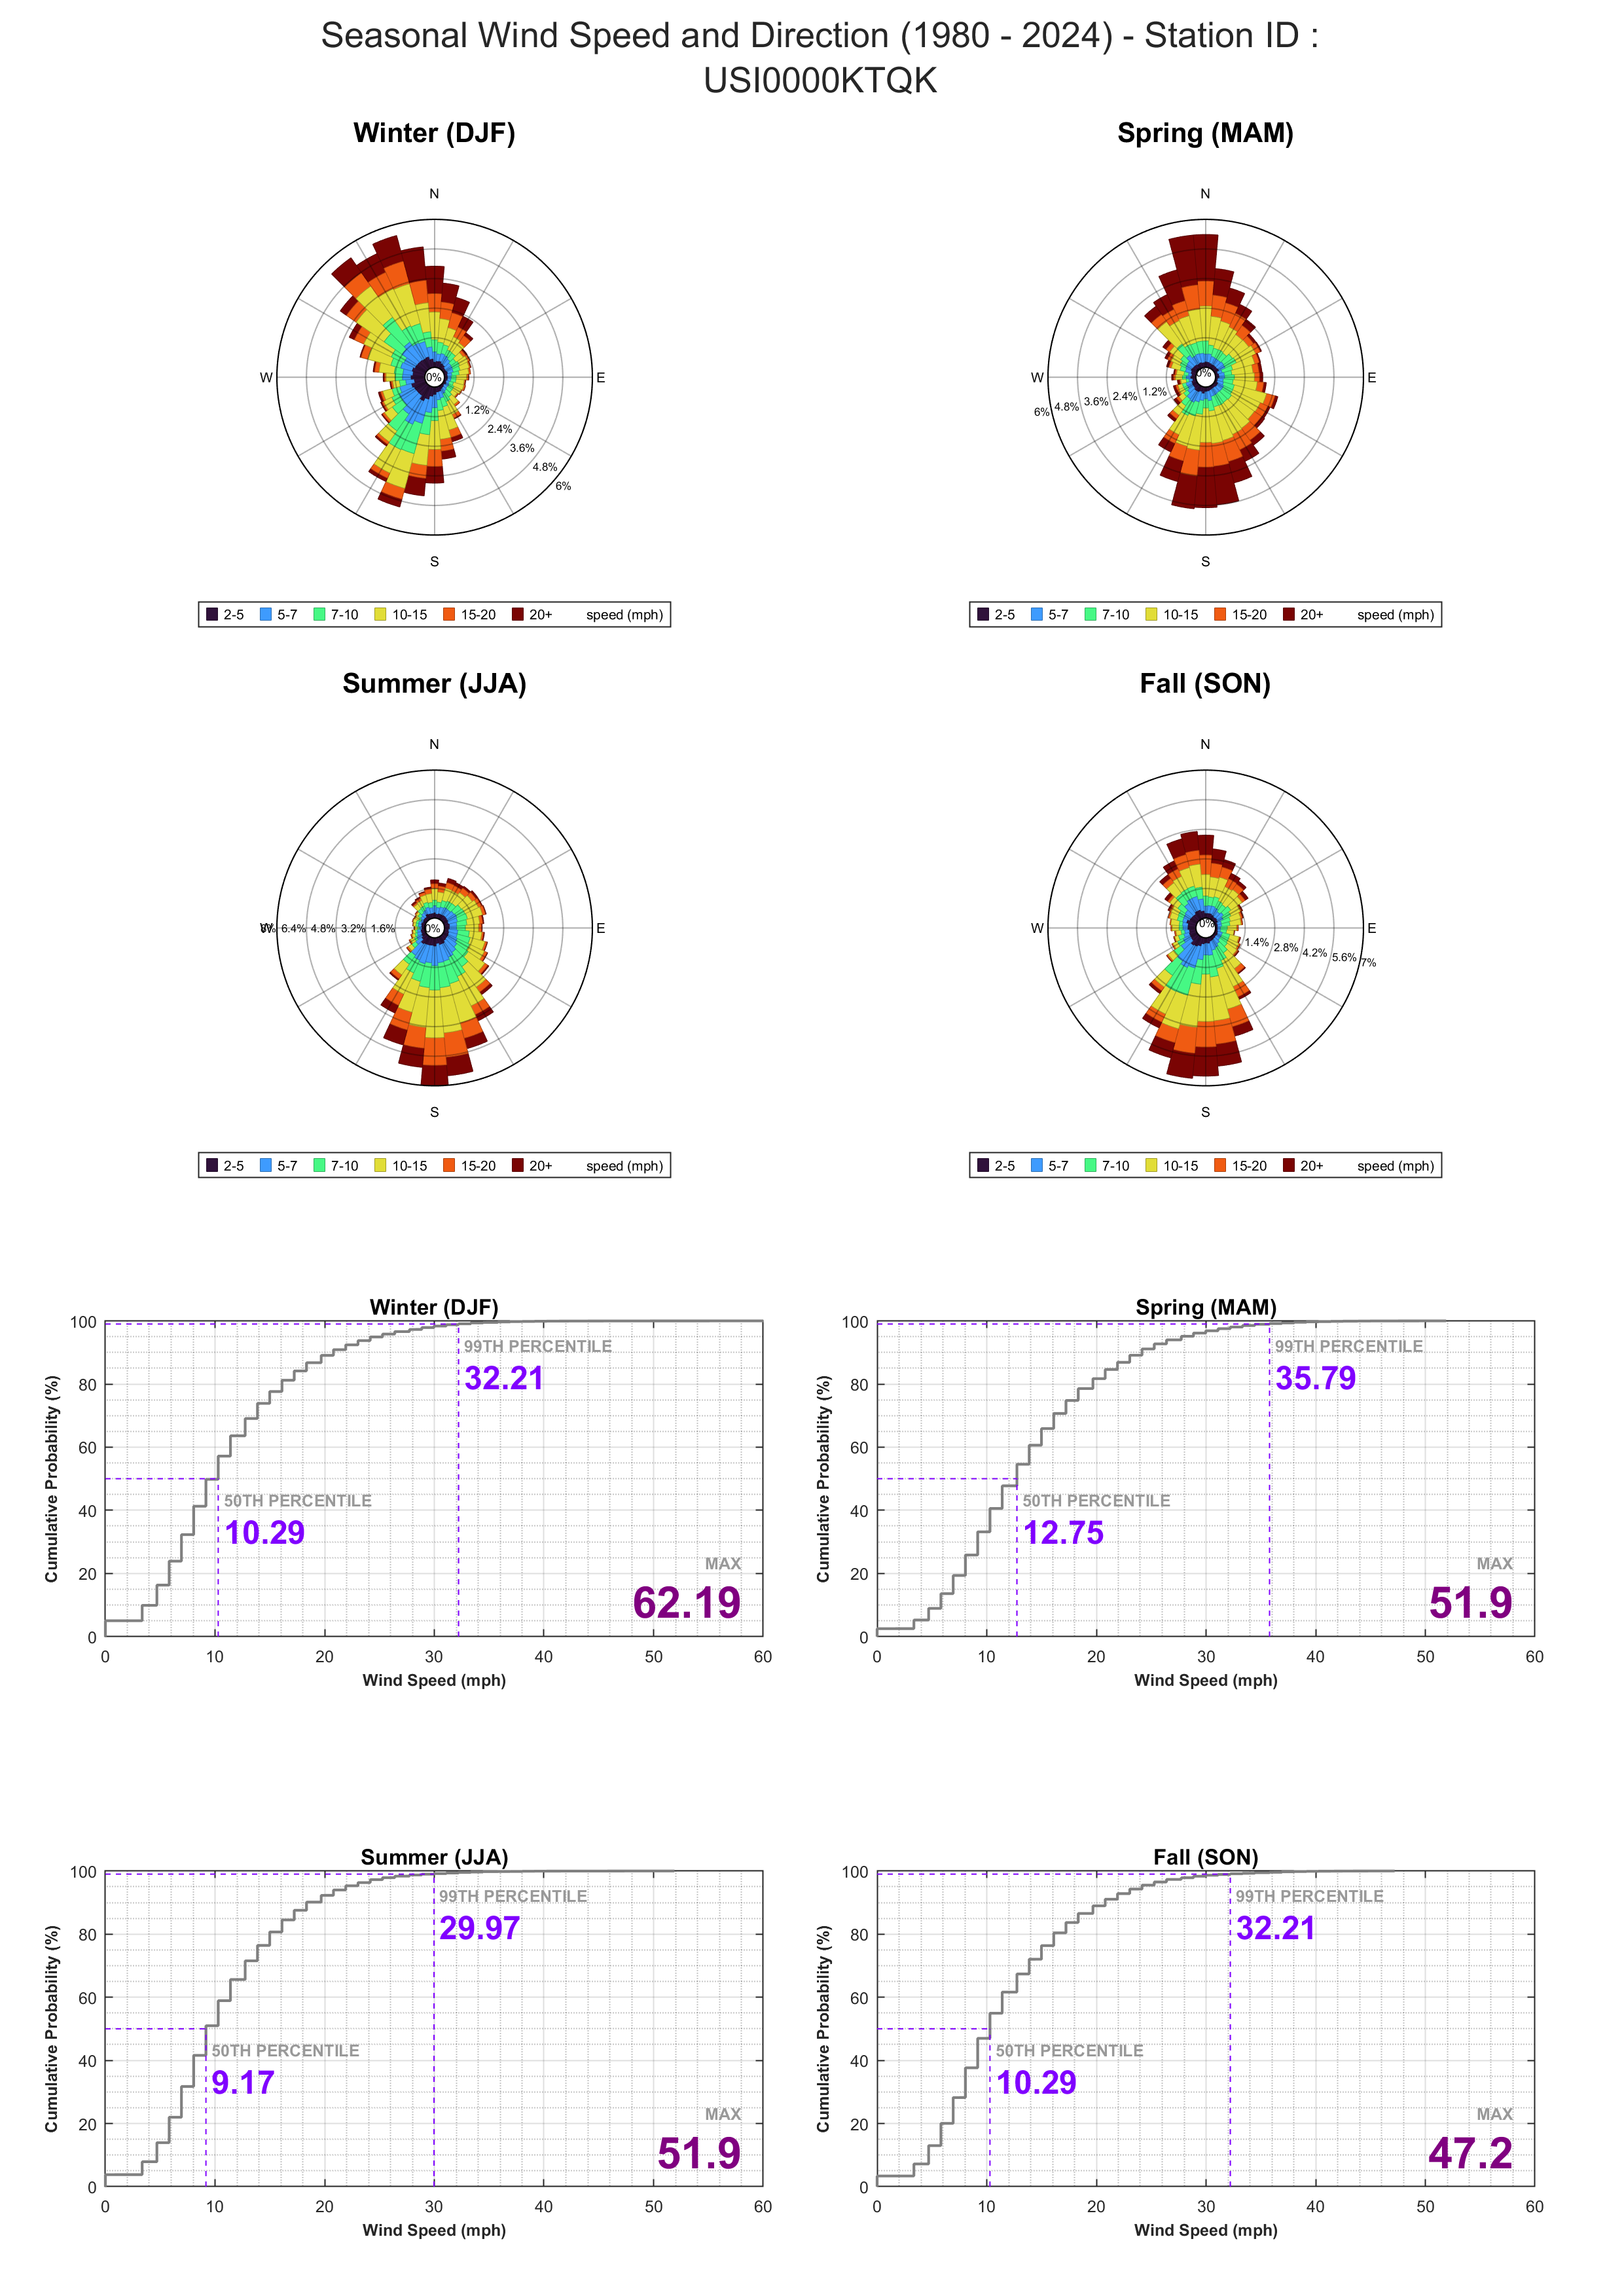 Seasonal Wind Speed and Direction (1980 - 2024) - Station ID :
USI0000KTQK
Winter (DJF)
N
W
E
S
0%
1.2%
2.4%
3.6%
4.8%
6%
2-5 5-7 7-10 10-15 15-20 20+ speed (mph)
Spring (MAM)
N
W
E
S
0%
1.2%
2.4%
3.6%
4.8%
6%
2-5 5-7 7-10 10-15 15-20 20+ speed (mph)
Summer (JJA)
N
W
E
S
0%
1.6%
3.2%
4.8%
6.4%
2-5 5-7 7-10 10-15 15-20 20+ speed (mph)
Fall (SON)
N
W
E
S
0%
1.4%
2.8%
4.2%
5.6%
7%
2-5 5-7 7-10 10-15 15-20 20+ speed (mph)
Winter (DJF)
Cumulative Probability (%)
100
80
60
40
20
0
99TH PERCENTILE
32.21
50TH PERCENTILE
10.29
MAX
62.19
0 10 20 30 40 50 60
Wind Speed (mph)
Spring (MAM)
Cumulative Probability (%)
100
80
60
40
20
0
99TH PERCENTILE
35.79
50TH PERCENTILE
12.75
MAX
51.9
0 10 20 30 40 50 60
Wind Speed (mph)
Summer (JJA)
Cumulative Probability (%)
100
80
60
40
20
0
99TH PERCENTILE
29.97
50TH PERCENTILE
9.17
MAX
51.9
0 10 20 30 40 50 60
Wind Speed (mph)
Fall (SON)
Cumulative Probability (%)
100
80
60
40
20
0
99TH PERCENTILE
32.21
50TH PERCENTILE
10.29
MAX
47.2
0 10 20 30 40 50 60
Wind Speed (mph)